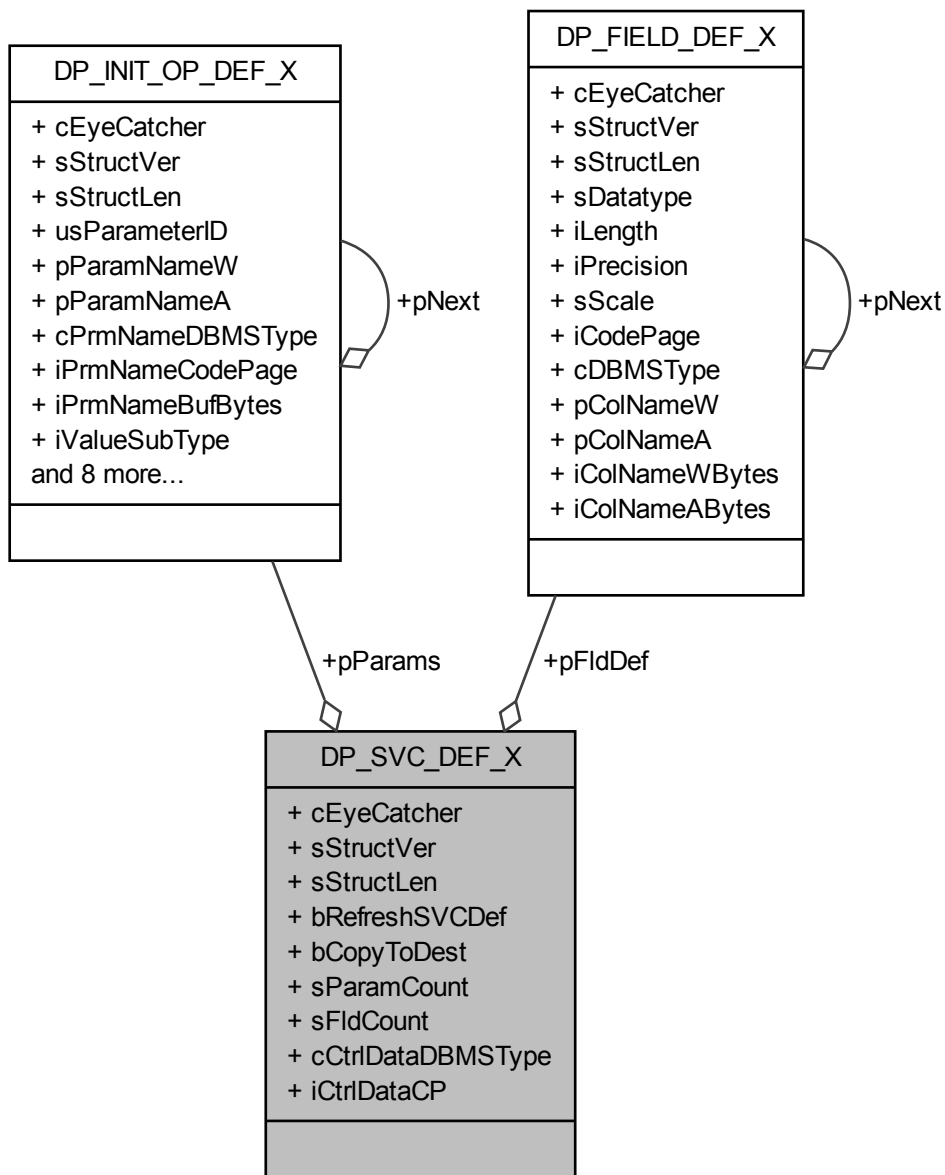 DP_INIT_OP_DEF_X
+ cEyeCatcher
+ sStructVer
+ sStructLen
+ usParameterID
+ pParamNameW
+ pParamNameA
+ cPrmNameDBMSType
+ iPrmNameCodePage
+ iPrmNameBufBytes
+ iValueSubType
and 8 more...
+pNext
DP_FIELD_DEF_X
+ cEyeCatcher
+ sStructVer
+ sStructLen
+ sDatatype
+ iLength
+ iPrecision
+ sScale
+ iCodePage
+ cDBMSType
+ pColNameW
+ pColNameA
+ iColNameWBytes
+ iColNameABytes
+pNext
+pParams
+pFldDef
DP_SVC_DEF_X
+ cEyeCatcher
+ sStructVer
+ sStructLen
+ bRefreshSVCDef
+ bCopyToDest
+ sParamCount
+ sFldCount
+ cCtrlDataDBMSType
+ iCtrlDataCP